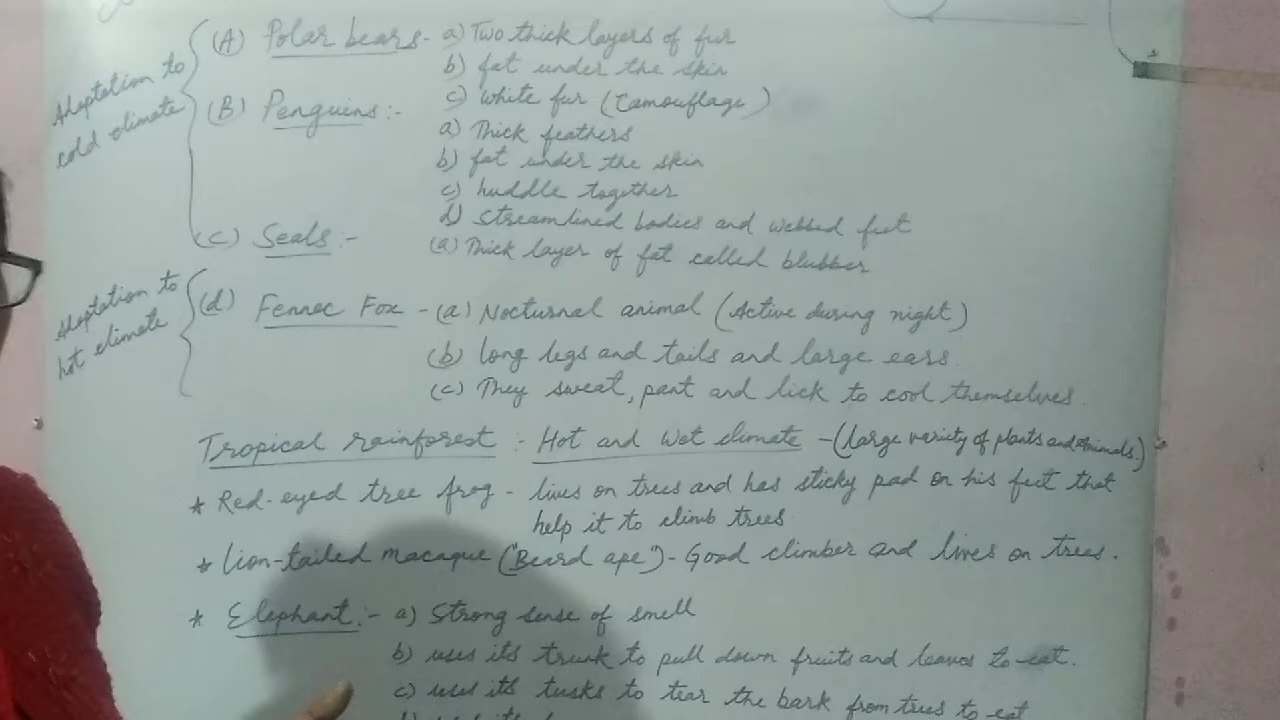 Adaptation to
cold climate
(A) Polar bears - a) Two thick layers of fur
b) fat under the skin
c) white fur (Camouflage)
(B) Penguins :-
a) Thick feathers
b) fat under the skin
c) huddle together
d) streamlined bodies and webbed feet
(C) Seals :- (a) Thick layer of fat called blubber
Adaptation to
hot climate
(d) Fennec Fox - (a) Nocturnal animal (Active during night)
(b) long legs and tails and large ears.
(c) They sweat, pant and lick to cool themselves.
Tropical rainforest : Hot and Wet climate - (large variety of plants and Animals.)
* Red-eyed tree frog - lives on trees and has sticky pad on his feet that
help it to climb trees
* Lion-tailed macaque ("Beard ape") - Good climber and lives on trees.
* Elephant :- a) Strong sense of smell
b) uses its trunk to pull down fruits and leaves to eat.
c) uses its tusks to tear the bark from trees to eat